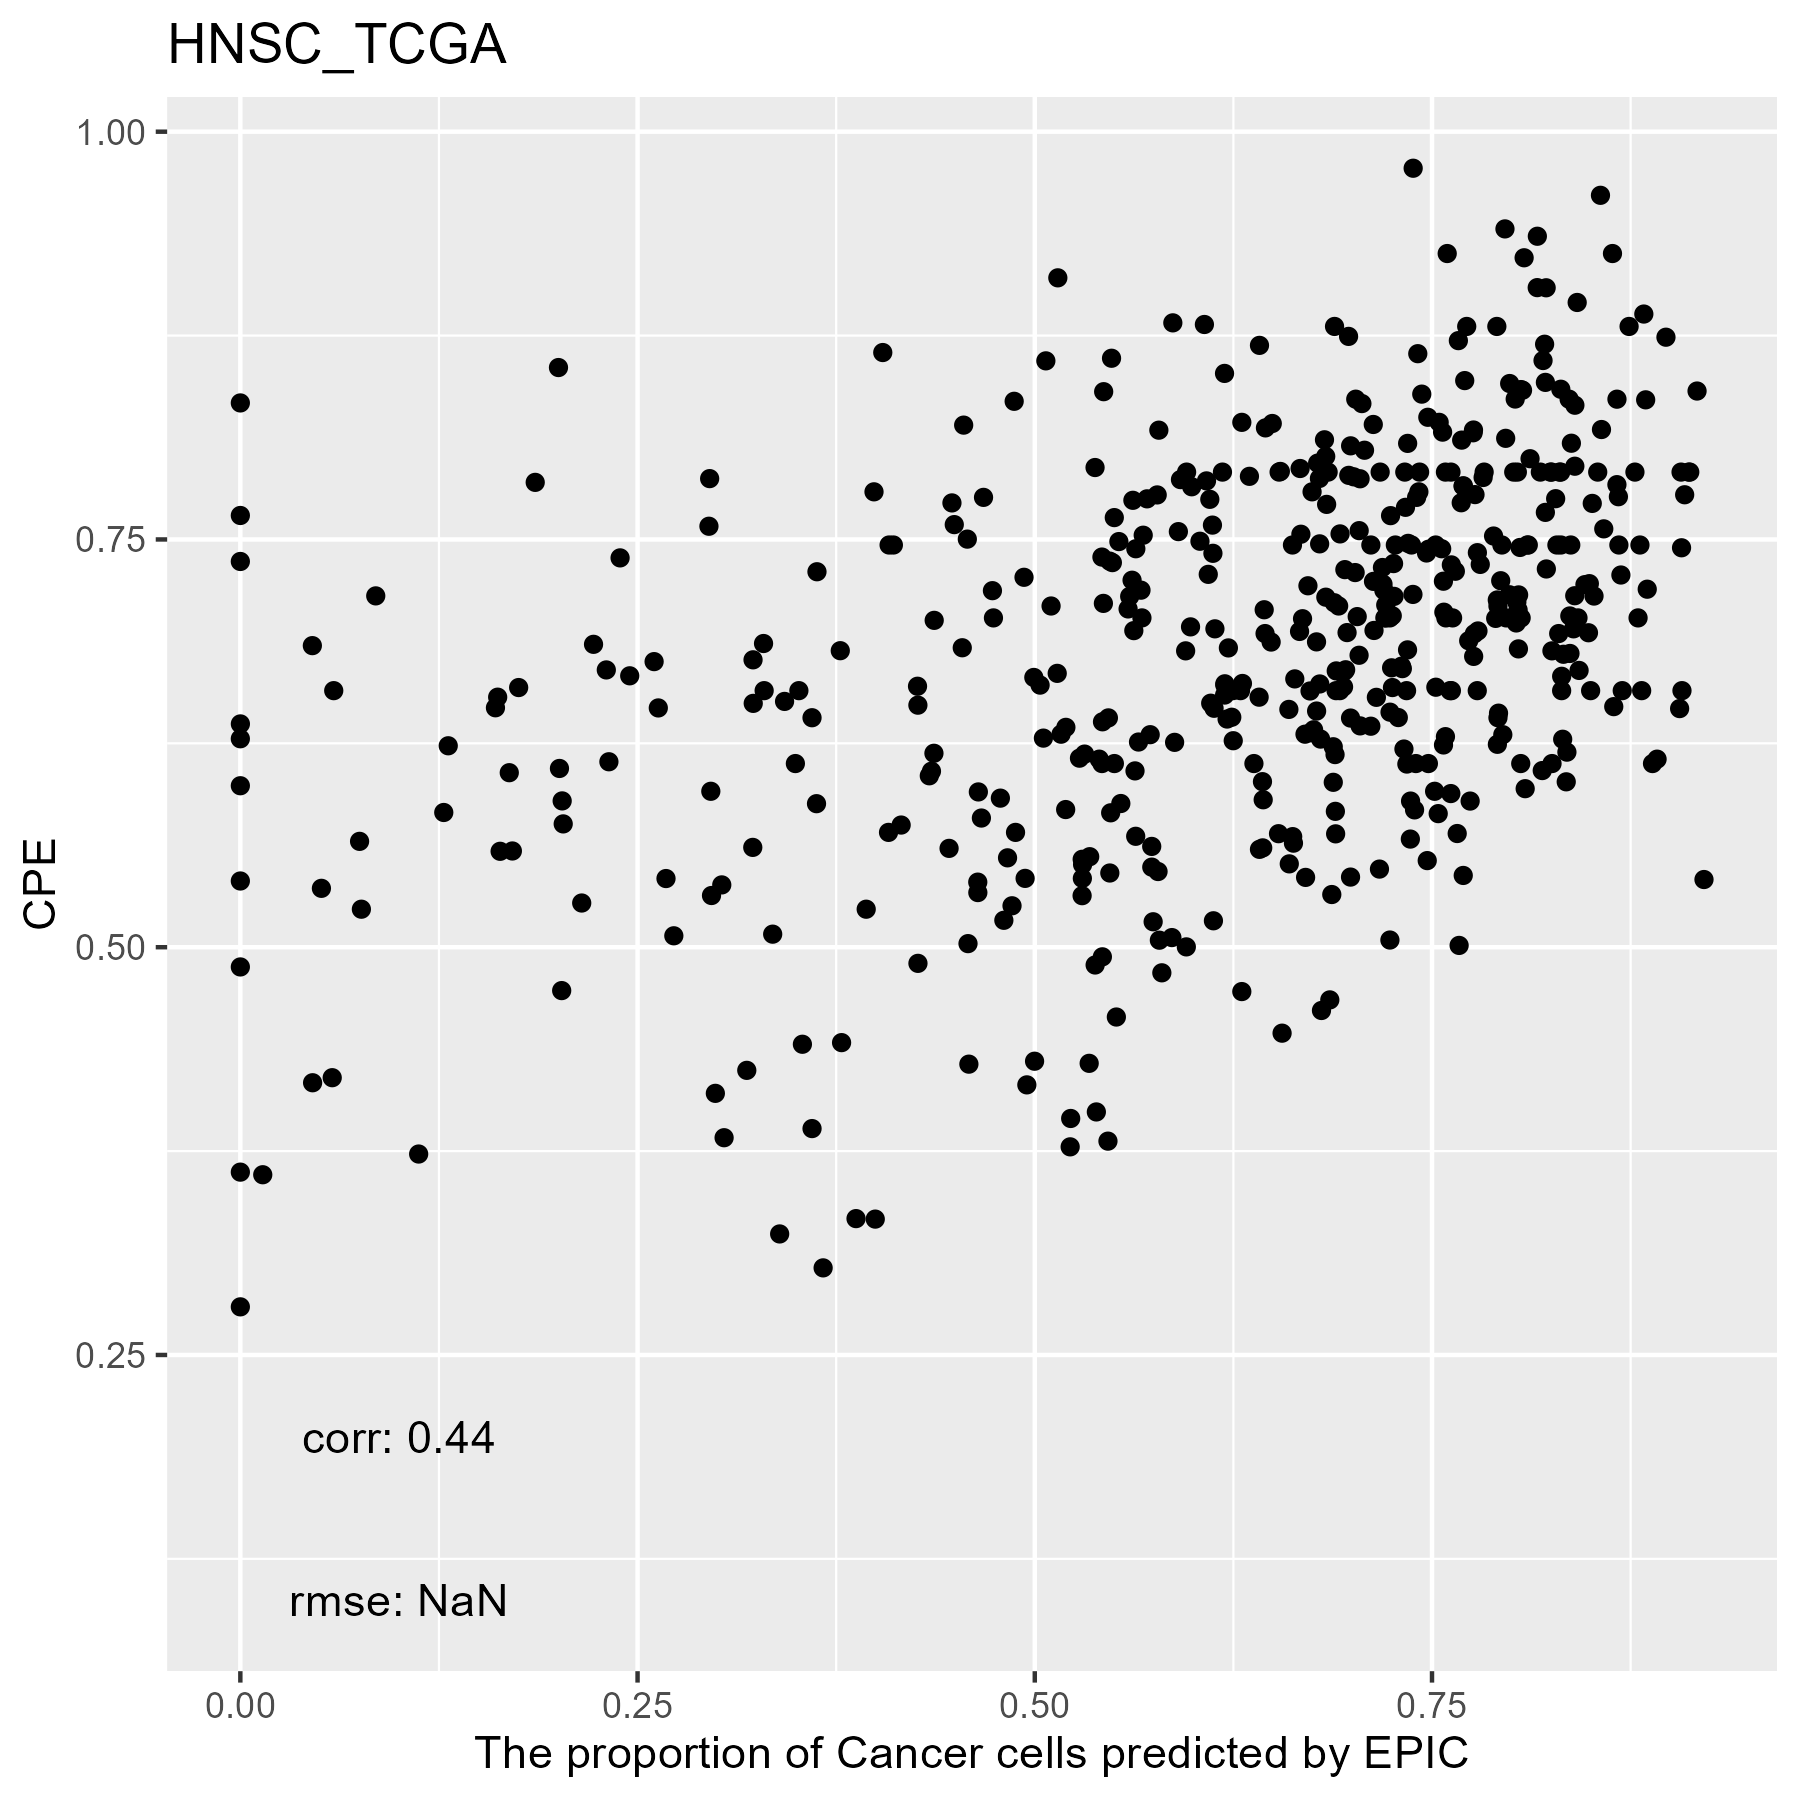 HNSC_TCGA
1.00
0.75
0.50
0.25
CPE
corr: 0.44
rmse: NaN
0.00 0.25 0.50 0.75
The proportion of Cancer cells predicted by EPIC